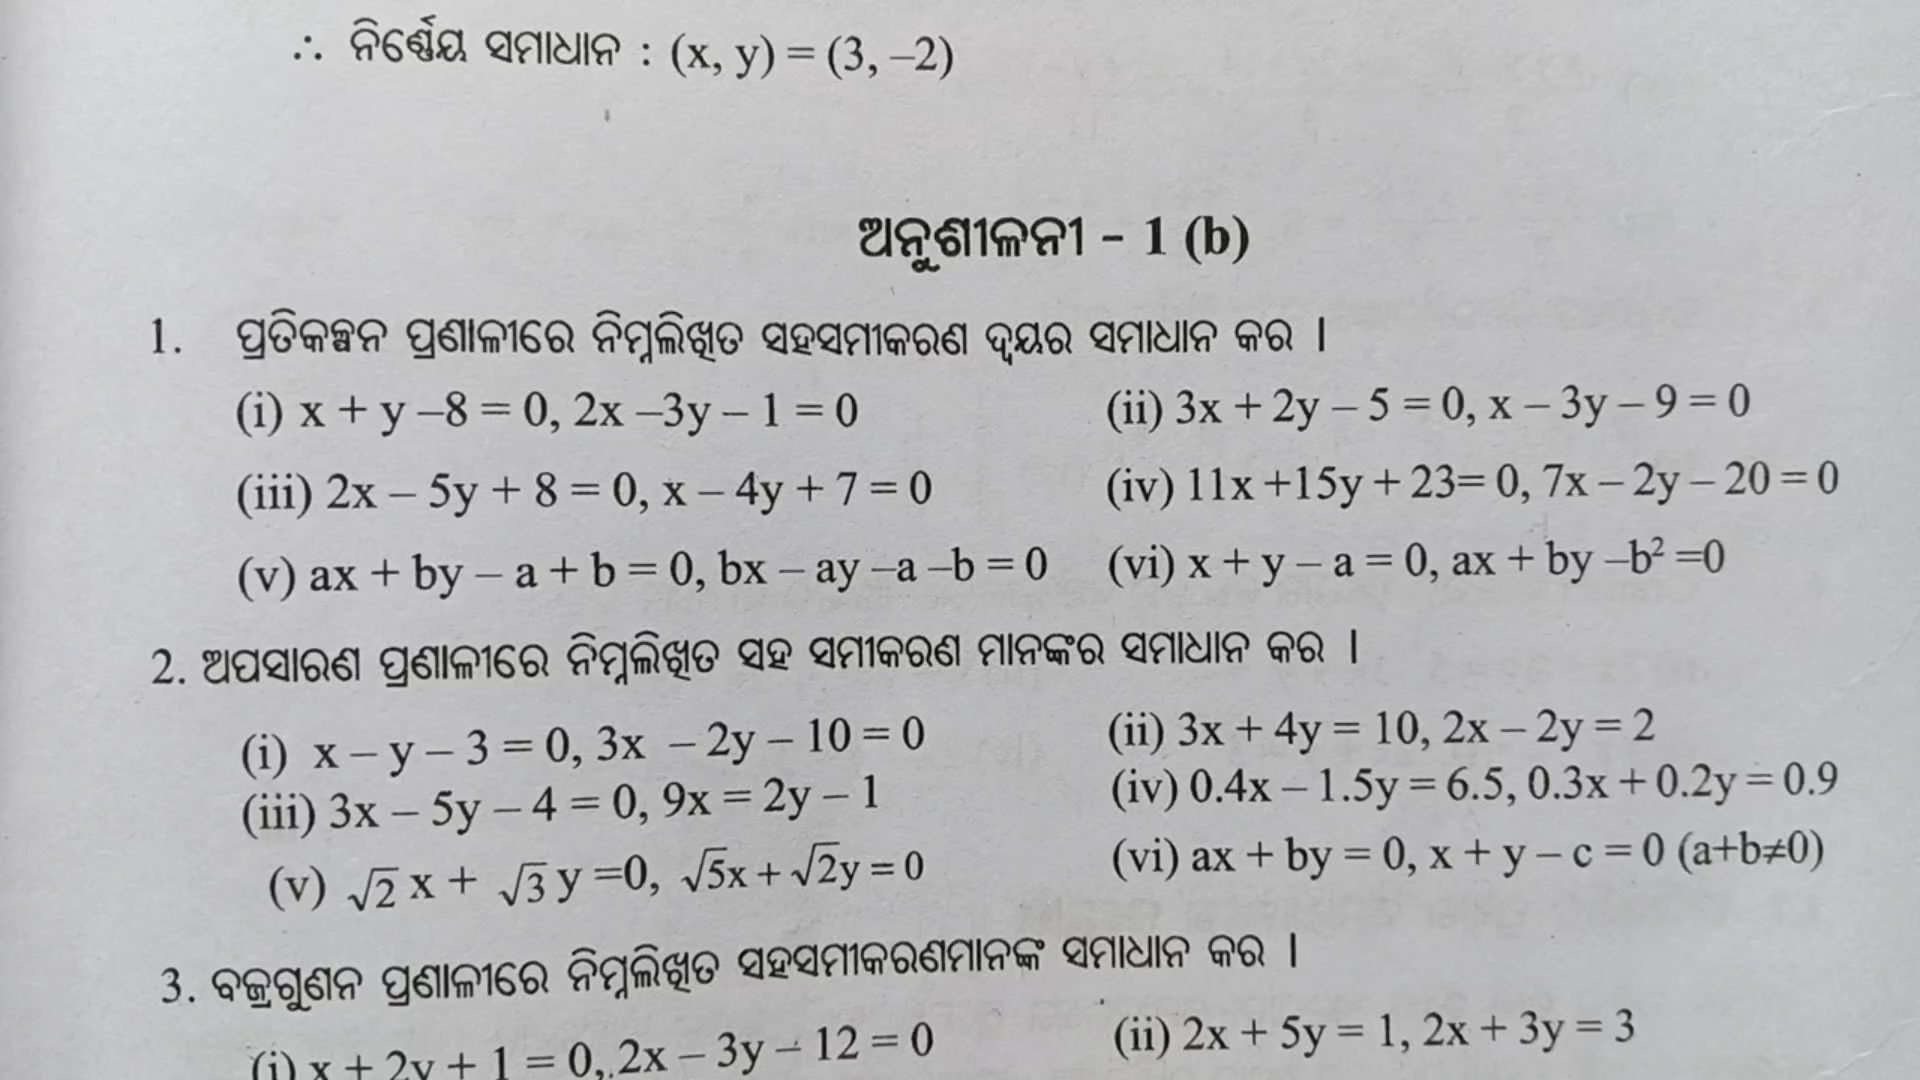 ∴ ନିର୍ଣ୍ଣେୟ ସମାଧାନ : (x, y) = (3, –2)
ଅନୁଶୀଳନୀ – 1 (b)
1. ପ୍ରତିକଳ୍ପନ ପ୍ରଣାଳୀରେ ନିମ୍ନଲିଖିତ ସହସମୀକରଣ ଦ୍ୱୟର ସମାଧାନ କର ।
(i) x + y –8 = 0, 2x –3y – 1 = 0 (ii) 3x + 2y – 5 = 0, x – 3y – 9 = 0
(iii) 2x – 5y + 8 = 0, x – 4y + 7 = 0 (iv) 11x +15y + 23= 0, 7x – 2y – 20 = 0
(v) ax + by – a + b = 0, bx – ay –a –b = 0 (vi) x + y – a = 0, ax + by –b² =0
2. ଅପସାରଣ ପ୍ରଣାଳୀରେ ନିମ୍ନଲିଖିତ ସହ ସମୀକରଣ ମାନଙ୍କର ସମାଧାନ କର ।
(i) x – y – 3 = 0, 3x – 2y – 10 = 0 (ii) 3x + 4y = 10, 2x – 2y = 2
(iii) 3x – 5y – 4 = 0, 9x = 2y – 1 (iv) 0.4x – 1.5y = 6.5, 0.3x + 0.2y = 0.9
(v) √2 x + √3 y =0, √5x + √2y = 0 (vi) ax + by = 0, x + y – c = 0 (a+b≠0)
3. ବଜ୍ରଗୁଣନ ପ୍ରଣାଳୀରେ ନିମ୍ନଲିଖିତ ସହସମୀକରଣମାନଙ୍କ ସମାଧାନ କର ।
(i) x + 2y + 1 = 0, 2x – 3y – 12 = 0 (ii) 2x + 5y = 1, 2x + 3y = 3